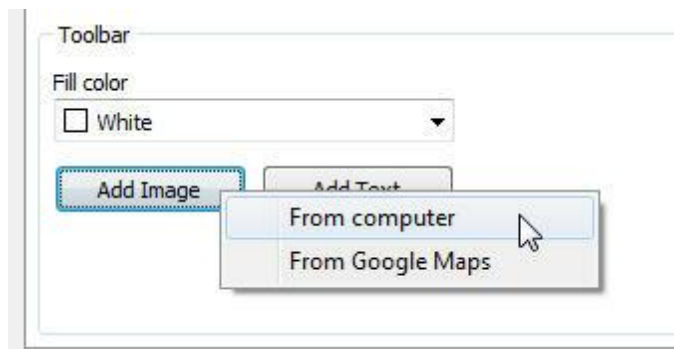 Toolbar
Fill color
White
Add Image
Add Text
From computer
From Google Maps